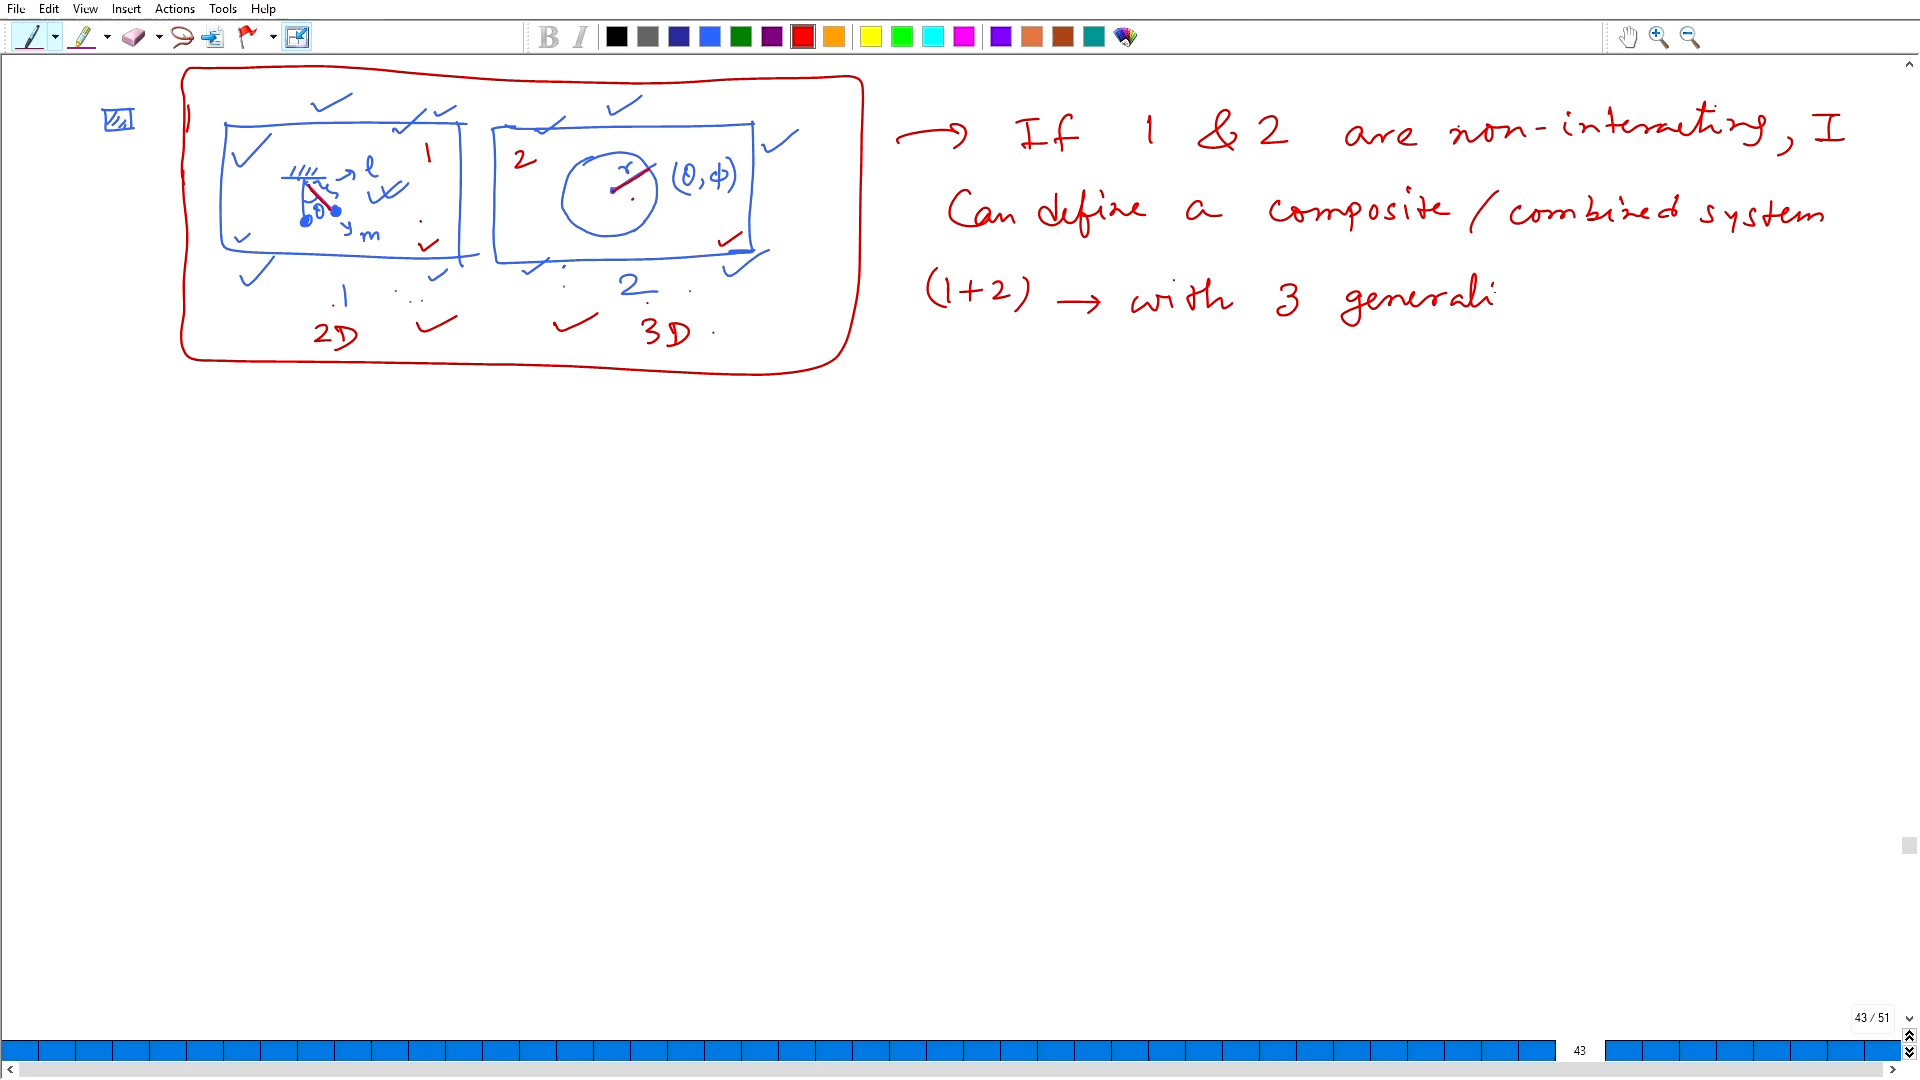 File Edit View Insert Actions Tools Help
B I
→ If 1 & 2 are non-interacting, I
Can define a composite / combined system
(1+2) → with 3 generali
1
→ l
θ
m
2
r
(θ, φ)
1
2
2D
3D
43 / 51
43